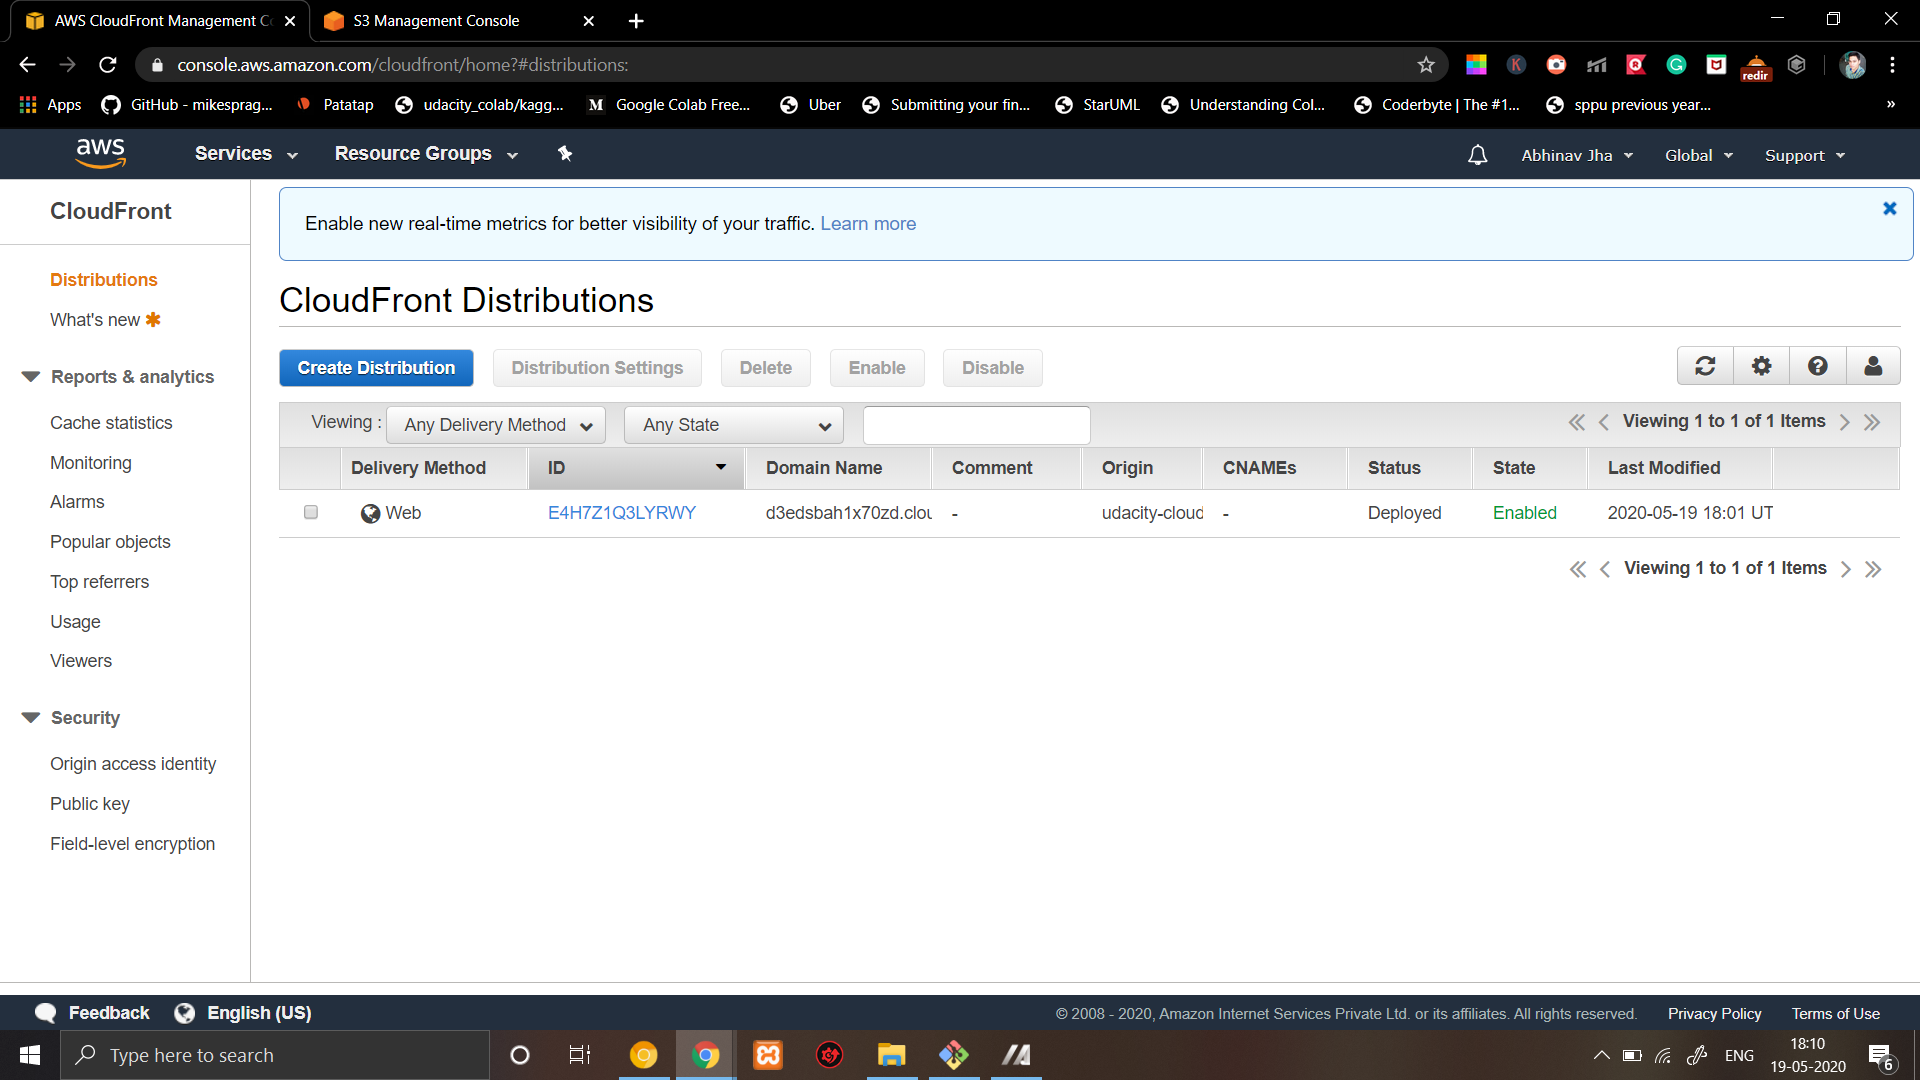 AWS CloudFront Management Co
S3 Management Console
console.aws.amazon.com/cloudfront/home?#distributions:
redir
Apps
GitHub - mikesprag...
Patatap
udacity_colab/kagg...
M
Google Colab Free...
Uber
Submitting your fin...
StarUML
Understanding Col...
Coderbyte | The #1...
sppu previous year...
»
aws
Services
Resource Groups
Abhinav Jha
Global
Support
CloudFront
Distributions
What's new
Reports & analytics
Cache statistics
Monitoring
Alarms
Popular objects
Top referrers
Usage
Viewers
Security
Origin access identity
Public key
Field-level encryption
Enable new real-time metrics for better visibility of your traffic. Learn more
CloudFront Distributions
Create Distribution
Distribution Settings
Delete
Enable
Disable
Viewing :
Any Delivery Method
Any State
Viewing 1 to 1 of 1 Items
Delivery Method ID Domain Name Comment Origin CNAMEs Status State Last Modified
Web E4H7Z1Q3LYRWY d3edsbah1x70zd.clou - udacity-cloud - Deployed Enabled 2020-05-19 18:01 UT
Viewing 1 to 1 of 1 Items
Feedback
English (US)
© 2008 - 2020, Amazon Internet Services Private Ltd. or its affiliates. All rights reserved.
Privacy Policy
Terms of Use
Type here to search
ENG
18:10
19-05-2020
6